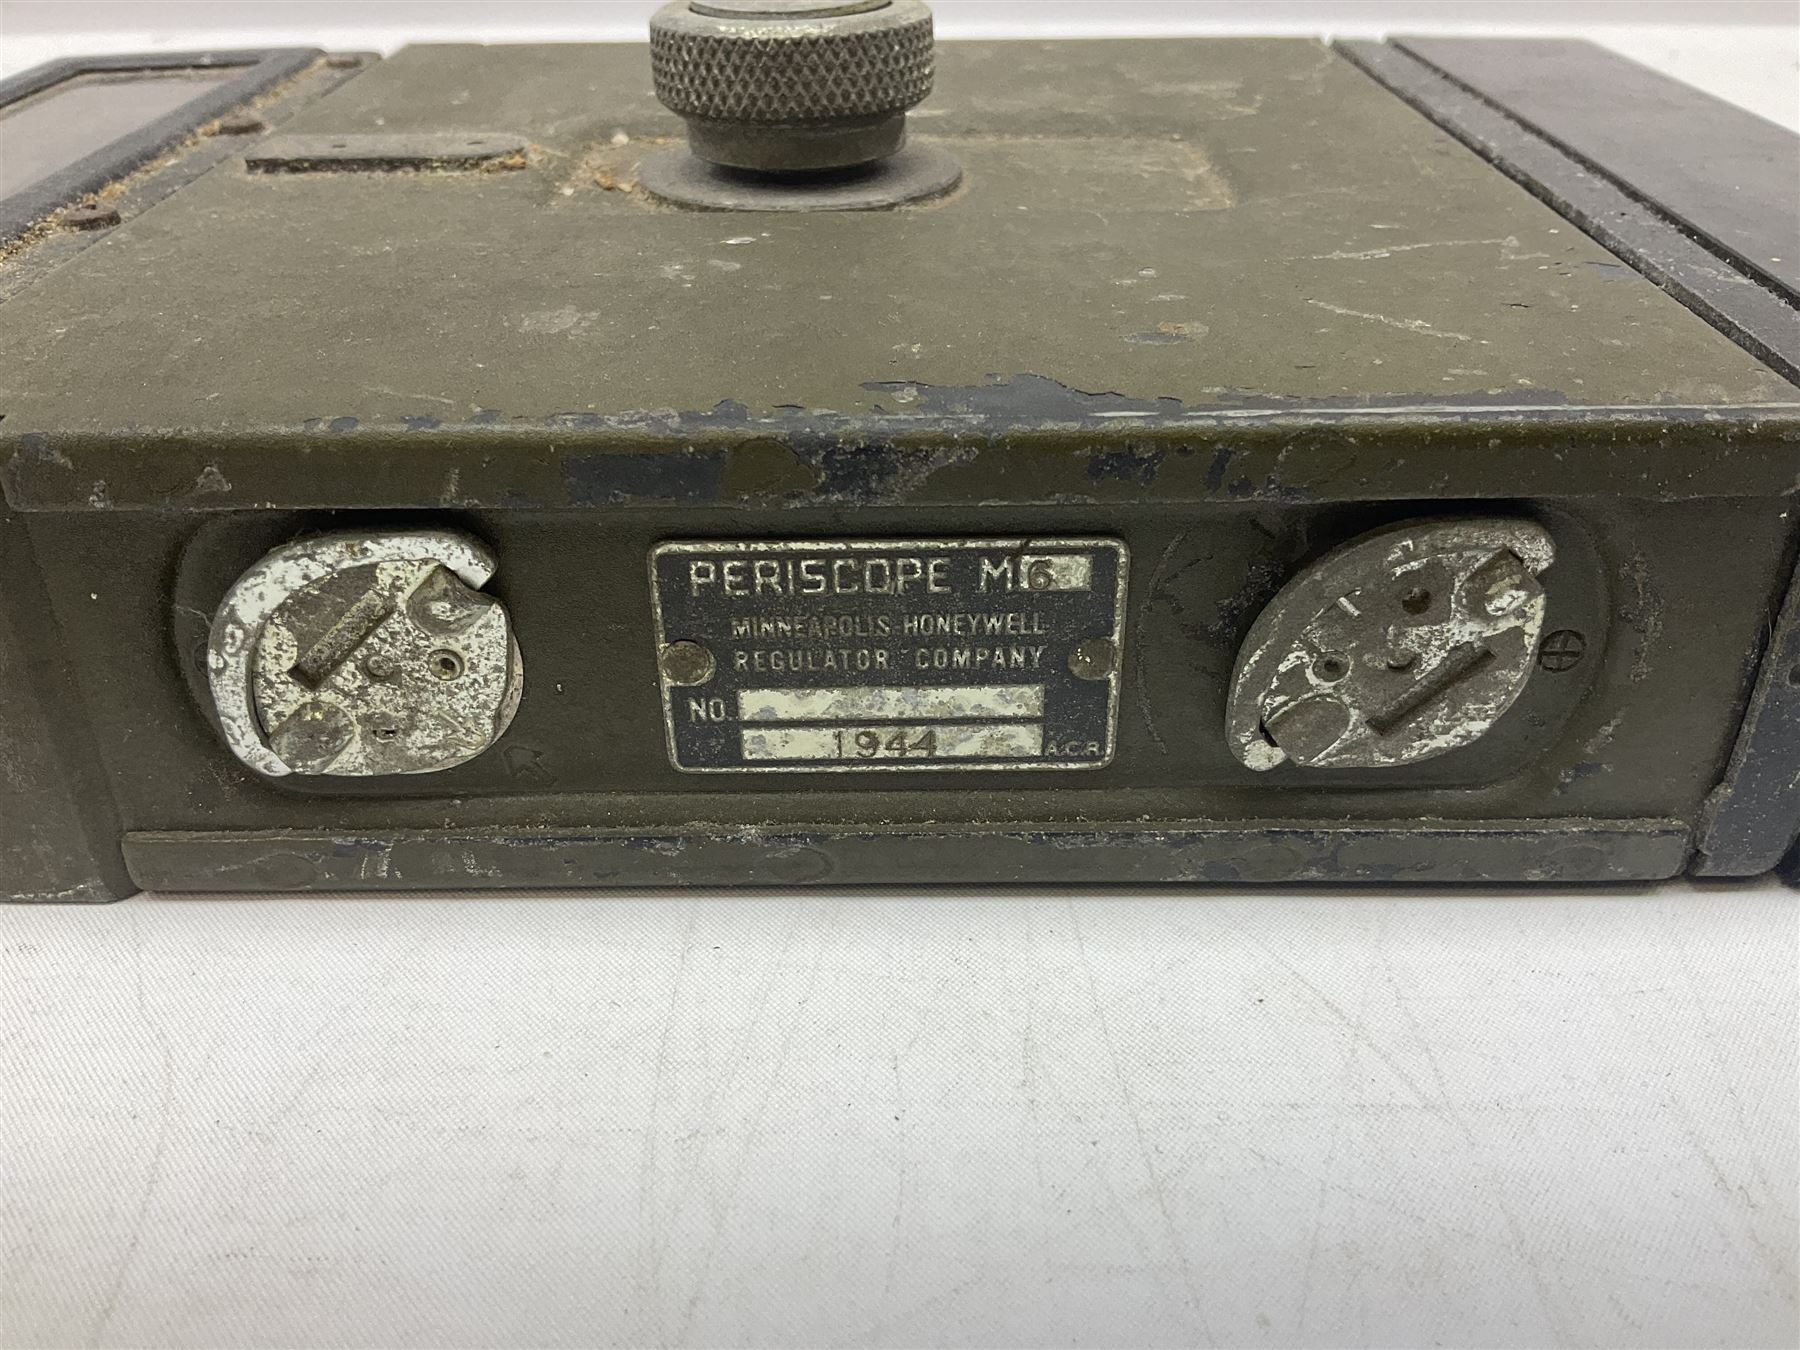 PERISCOPE M6
MINNEAPOLIS HONEYWELL
REGULATOR COMPANY
NO.
1944 A.C.R.